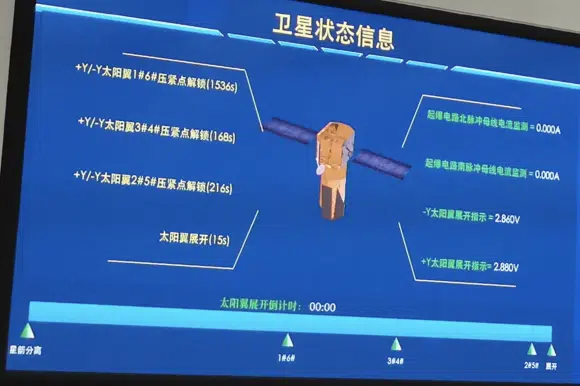 卫星状态信息
+Y/-Y太阳翼1#6#压紧点解锁(1536s)
+Y/-Y太阳翼3#4#压紧点解锁(168s)
+Y/-Y太阳翼2#5#压紧点解锁(216s)
太阳翼展开(15s)
起爆电路北脉冲母线电流监测 = 0.000A
起爆电路南脉冲母线电流监测 = 0.000A
-Y太阳翼展开指示 = 2.860V
+Y太阳翼展开指示= 2.880V
太阳翼展开倒计时: 00:00
星箭分离
1#6#
3#4#
2#5#
展开